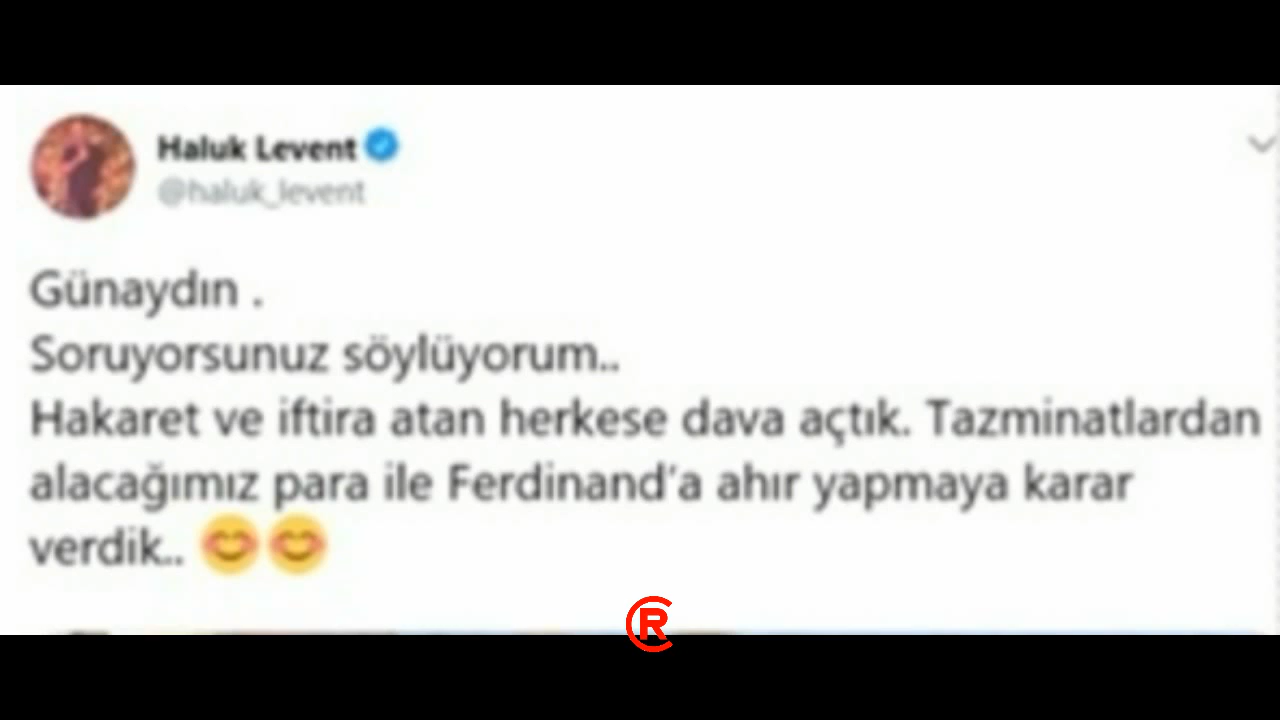 Haluk Levent
@haluk_levent
Günaydın .
Soruyorsunuz söylüyorum..
Hakaret ve iftira atan herkese dava açtık. Tazminatlardan
alacağımız para ile Ferdinand'a ahır yapmaya karar
verdik.. 😊😊
R